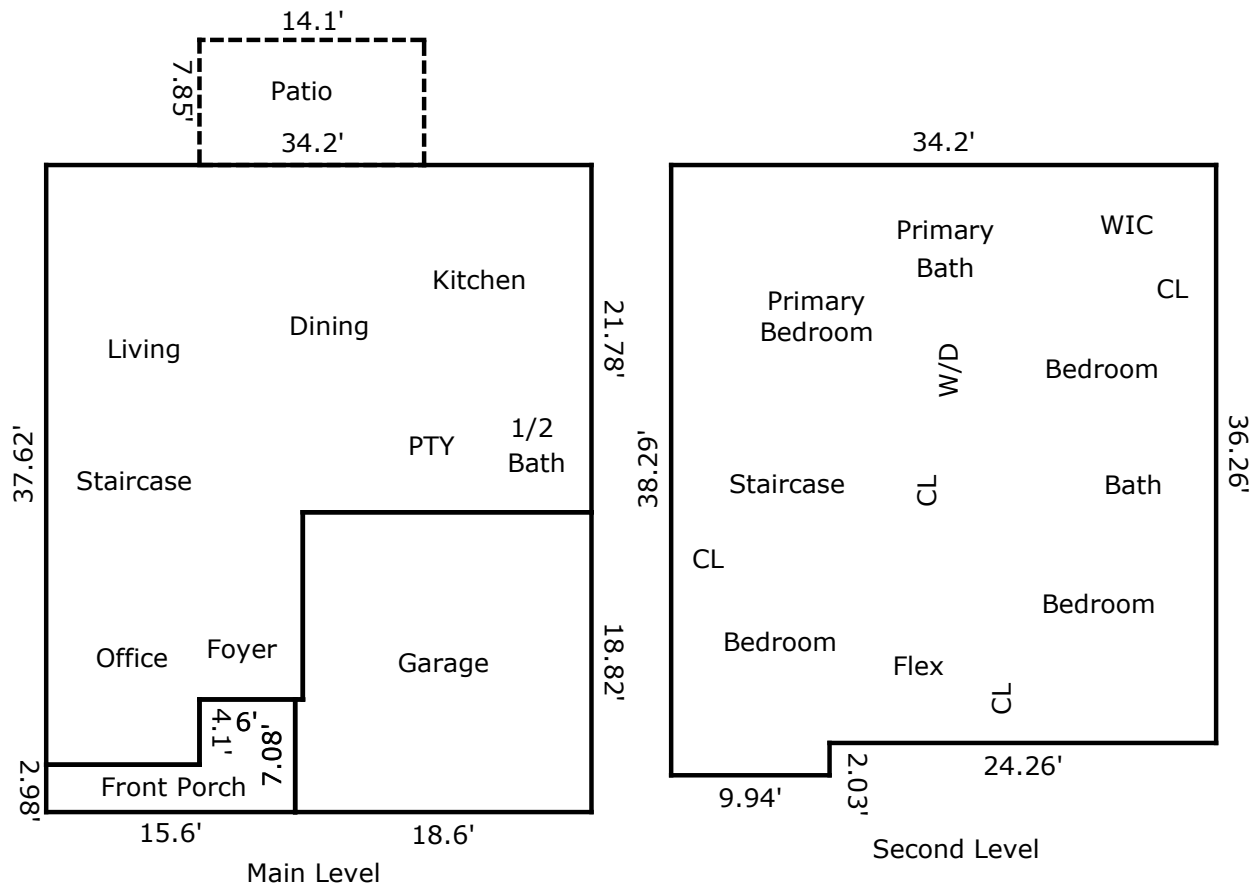 14.1'
7.85'
Patio
34.2'
Kitchen
Dining
Living
21.78'
PTY
1/2
Bath
37.62'
Staircase
Office
Foyer
Garage
18.82'
6'
4.1'
7.08'
2.98'
Front Porch
15.6'
18.6'
Main Level
34.2'
Primary
Bath
WIC
CL
Primary
Bedroom
W/D
Bedroom
38.29'
36.26'
Staircase
CL
Bath
CL
Bedroom
Bedroom
Flex
CL
9.94'
2.03'
24.26'
Second Level